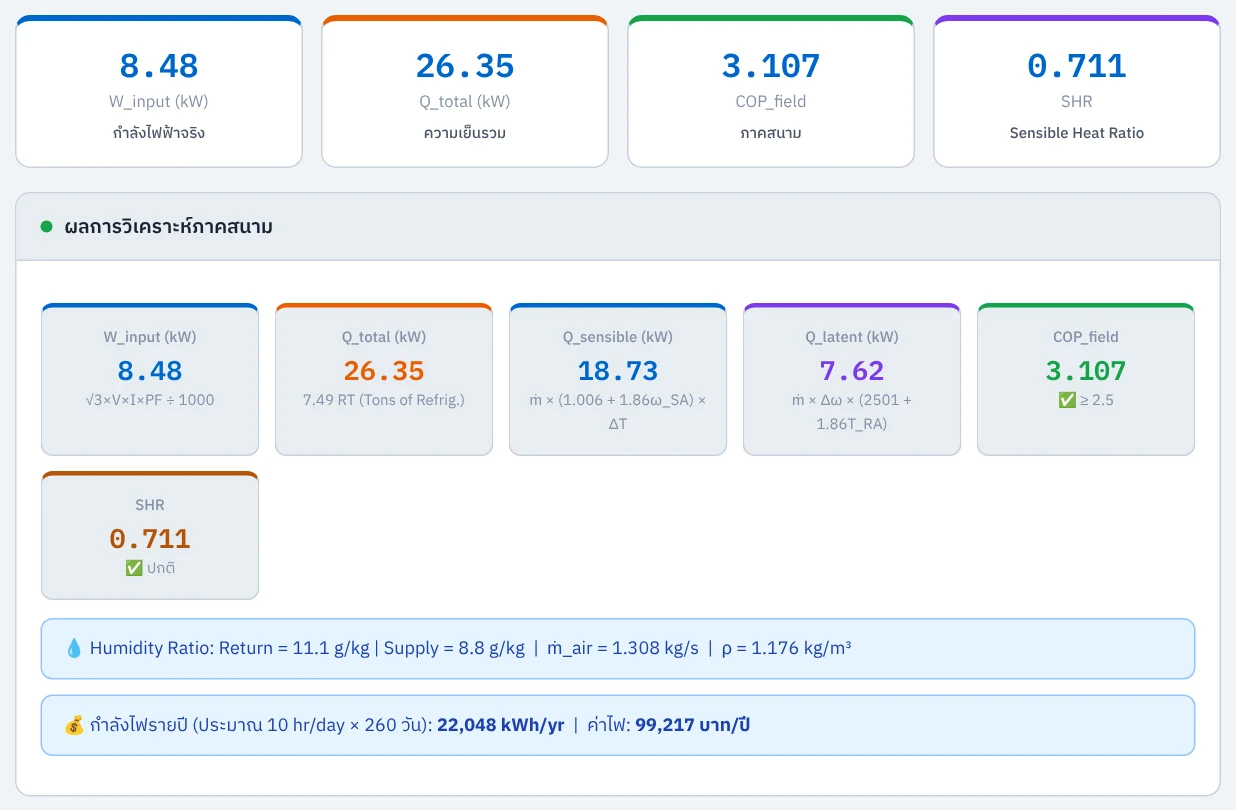 8.48
W_input (kW)
กำลังไฟฟ้าจริง
26.35
Q_total (kW)
ความเย็นรวม
3.107
COP_field
ภาคสนาม
0.711
SHR
Sensible Heat Ratio
ผลการวิเคราะห์ภาคสนาม
W_input (kW)
8.48
√3×V×I×PF ÷ 1000
Q_total (kW)
26.35
7.49 RT (Tons of Refrig.)
Q_sensible (kW)
18.73
ṁ × (1.006 + 1.86ω_SA) ×
ΔT
Q_latent (kW)
7.62
ṁ × Δω × (2501 +
1.86T_RA)
COP_field
3.107
✅ ≥ 2.5
SHR
0.711
✅ ปกติ
💧 Humidity Ratio: Return = 11.1 g/kg | Supply = 8.8 g/kg | ṁ_air = 1.308 kg/s | ρ = 1.176 kg/m³
💰 กำลังไฟรายปี (ประมาณ 10 hr/day × 260 วัน): 22,048 kWh/yr | ค่าไฟ: 99,217 บาท/ปี